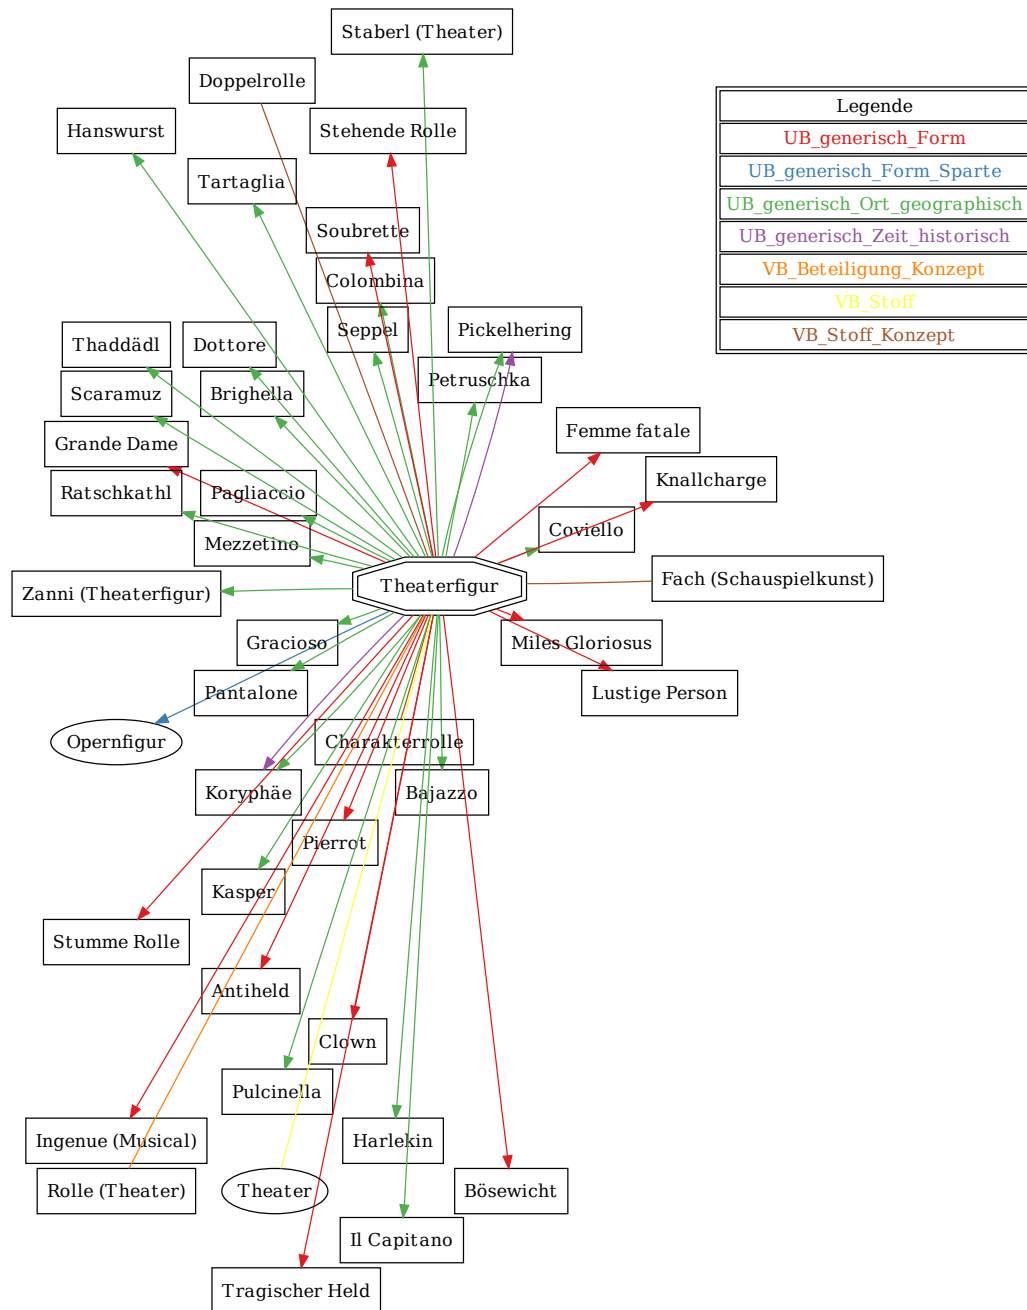 Staberl (Theater)
Doppelrolle
Legende
Hanswurst
Stehende Rolle
UB_generisch_Form
UB_generisch_Form_Sparte
Tartaglia
UB_generisch_Ort_geographisch
Soubrette
UB_generisch_Zeit_historisch
VB_Beteiligung_Konzept
Colombina
VB_Stoff
Seppel
Pickelhering
VB_Stoff_Konzept
Thaddädl
Dottore
Petruschka
Scaramuz
Brighella
Femme fatale
Grande Dame
Knallcharge
Ratschkathl
Pagliaccio
Coviello
Mezzetino
Theaterfigur
Fach (Schauspielkunst)
Zanni (Theaterfigur)
Gracioso
Miles Gloriosus
Pantalone
Lustige Person
Opernfigur
Charakterrolle
Koryphäe
Bajazzo
Pierrot
Kasper
Stumme Rolle
Antiheld
Clown
Pulcinella
Ingenue (Musical)
Harlekin
Rolle (Theater)
Theater
Bösewicht
Il Capitano
Tragischer Held